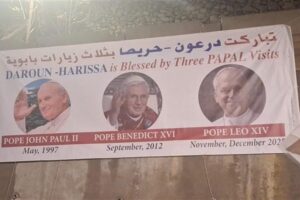 تباركت درعون - حريصا بثلاث زيارات بابوية
DAROUN -HARISSA is Blessed by Three PAPAL Visits
POPE JOHN PAUL II
May, 1997
POPE BENEDICT XVI
September, 2012
POPE LEO XIV
November, December